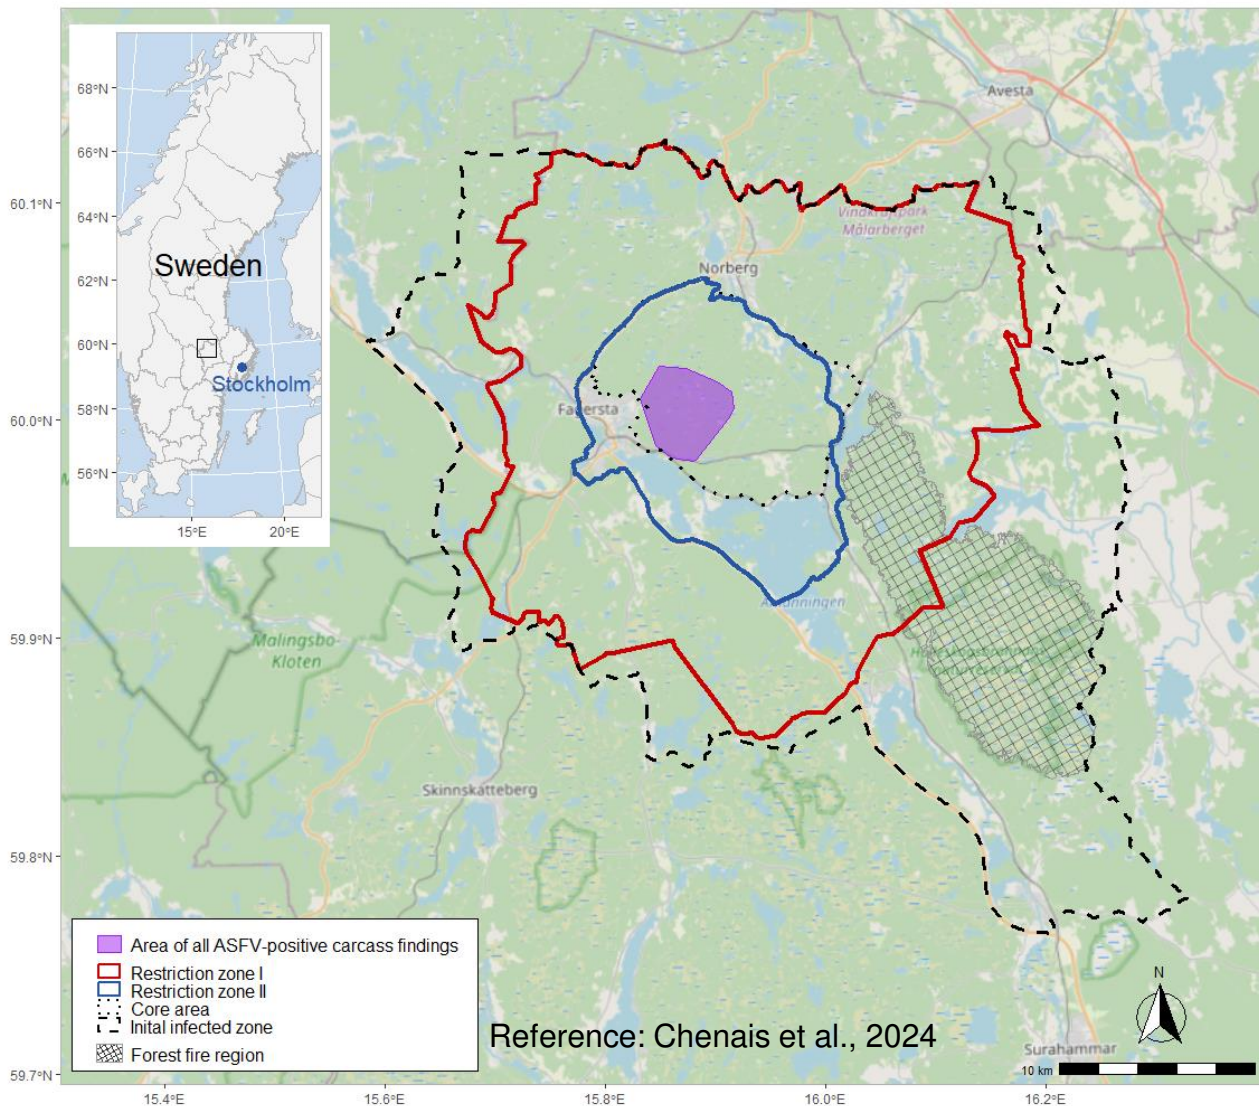 68°N
66°N
64°N
62°N
60°N
58°N
56°N
15°E
20°E
Sweden
Stockholm
Avesta
60.1°N
Vindkraftpark
Målarberget
Norberg
60.0°N
Fagersta
Åmänningen
59.9°N
Malingsbo-
Kloten
Skinnskatteberg
59.8°N
Area of all ASFV-positive carcass findings
Restriction zone I
Restriction zone II
Core area
Inital infected zone
Forest fire region
Reference: Chenais et al., 2024
N
Surahammar
10 km
59.7°N
15.4°E
15.6°E
15.8°E
16.0°E
16.2°E